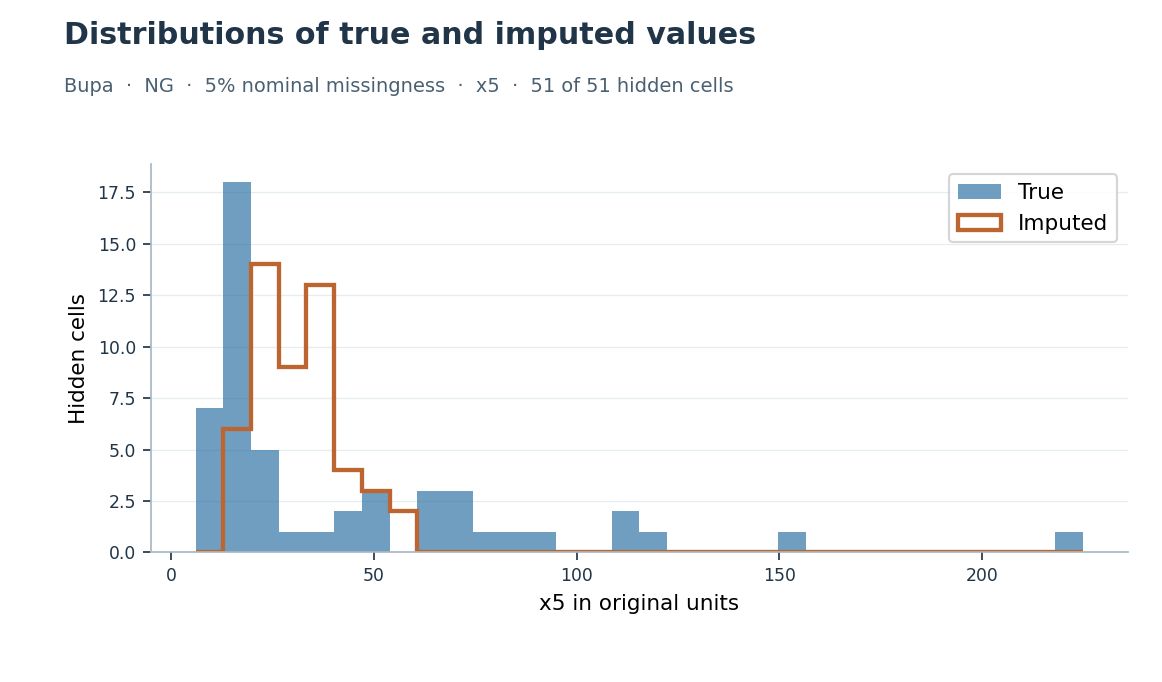 Distributions of true and imputed values
Bupa · NG · 5% nominal missingness · x5 · 51 of 51 hidden cells
True
Imputed
Hidden cells
17.5
15.0
12.5
10.0
7.5
5.0
2.5
0.0
0 50 100 150 200
x5 in original units